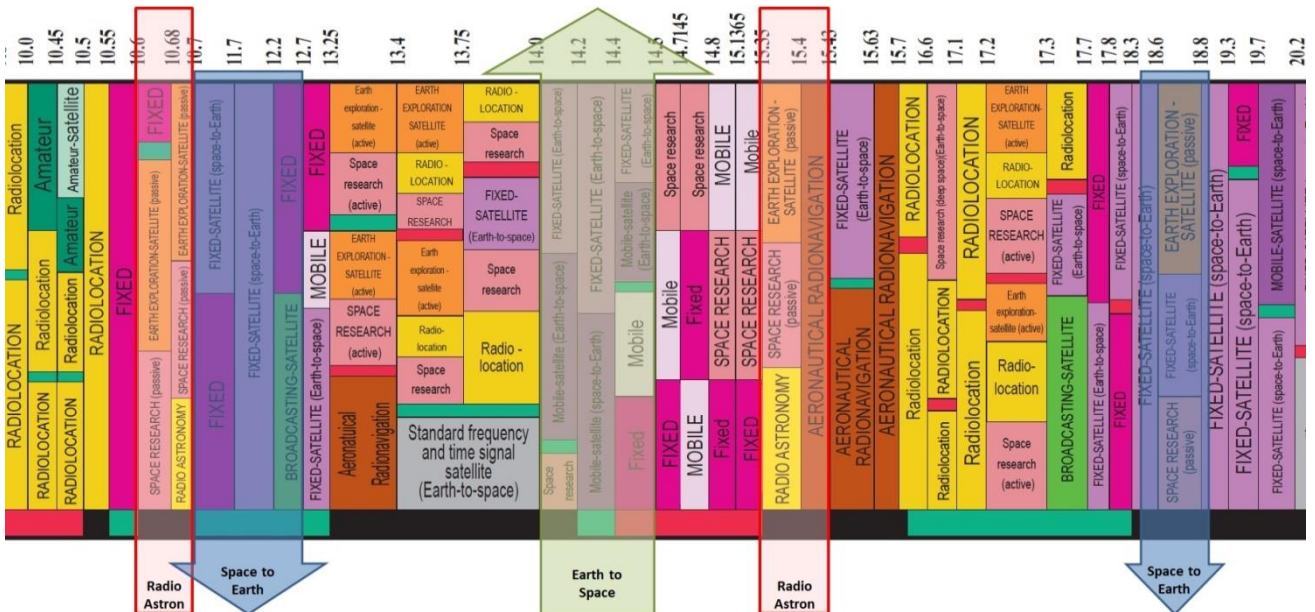 10.0
10.45
10.5
10.55
10.6
10.68
10.7
11.7
12.2
12.7
13.25
13.4
13.75
14.0
14.2
14.4
14.5
14.7145
14.8
15.1365
15.35
15.4
15.43
15.63
15.7
16.6
17.1
17.2
17.3
17.7
17.8
18.3
18.6
18.8
19.3
19.7
20.2
Radiolocation
RADIOLOCATION
Amateur
Radiolocation
RADIOLOCATION
Amateur-satellite
Amateur
Radiolocation
RADIOLOCATION
RADIOLOCATION
FIXED
FIXED
EARTH EXPLORATION-SATELLITE (passive)
SPACE RESEARCH (passive)
EARTH EXPLORATION-SATELLITE (passive)
SPACE RESEARCH (passive)
RADIO ASTRONOMY
FIXED-SATELLITE (space-to-Earth)
FIXED
FIXED-SATELLITE (space-to-Earth)
FIXED
BROADCASTING-SATELLITE
FIXED
MOBILE
FIXED-SATELLITE (Earth-to-space)
Earth
exploration-
satellite
(active)
Space
research
(active)
EARTH
EXPLORATION-
SATELLITE
(active)
SPACE
RESEARCH
(active)
Aeronatuical
Radionavigation
EARTH
EXPLORATION
SATELLITE
(active)
RADIO -
LOCATION
SPACE
RESEARCH
Earth
exploration -
satellite
(active)
Radio-
location
Space
research
RADIO -
LOCATION
Space
research
FIXED-
SATELLITE
(Earth-to-space)
Space
research
Radio -
location
Standard frequency
and time signal
satellite
(Earth-to-space)
FIXED-SATELLITE (Earth-to-space)
Mobile-satellite (Earth-to-space)
Space
research
FIXED-SATELLITE (Earth-to-space)
Mobile-satellite (space-to-Earth)
FIXED-SATELLITE
(Earth-to-space)
Mobile-satellite
(Earth-to-space)
Mobile
Fixed
Space research
Mobile
FIXED
Space research
Fixed
MOBILE
MOBILE
SPACE RESEARCH
Fixed
Mobile
SPACE RESEARCH
FIXED
EARTH EXPLORATION -
SATELLITE (passive)
SPACE RESEARCH
(passive)
RADIO ASTRONOMY
AERONAUTICAL RADIONAVIGATION
FIXED-SATELLITE
(Earth-to-space)
AERONAUTICAL
RADIONAVIGATION
AERONAUTICAL RADIONAVIGATION
RADIOLOCATION
Radiolocation
Space research (deep space)(Earth-to-space)
RADIOLOCATION
Radiolocation
RADIOLOCATION
Radiolocation
EARTH
EXPLORATION-
SATELLITE
(active)
RADIO-
LOCATION
SPACE
RESEARCH
(active)
Earth
exploration-
satellite (active)
Radio-
location
Space
research
(active)
Radiolocation
FIXED-SATELLITE
(Earth-to-space)
BROADCASTING-SATELLITE
FIXED
FIXED-SATELLITE (Earth-to-space)
FIXED-SATELLITE (space-to-Earth)
FIXED
FIXED-SATELLITE (space-to-Earth)
EARTH EXPLORATION -
SATELLITE (passive)
FIXED-SATELLITE
(space-to-Earth)
SPACE RESEARCH
(passive)
FIXED-SATELLITE (space-to-Earth)
FIXED
FIXED-SATELLITE (space-to-Earth)
MOBILE-SATELLITE (space-to-Earth)
FIXED-SATELLITE (space-to-Earth)
Radio
Astron
Space to
Earth
Earth to
Space
Radio
Astron
Space to
Earth